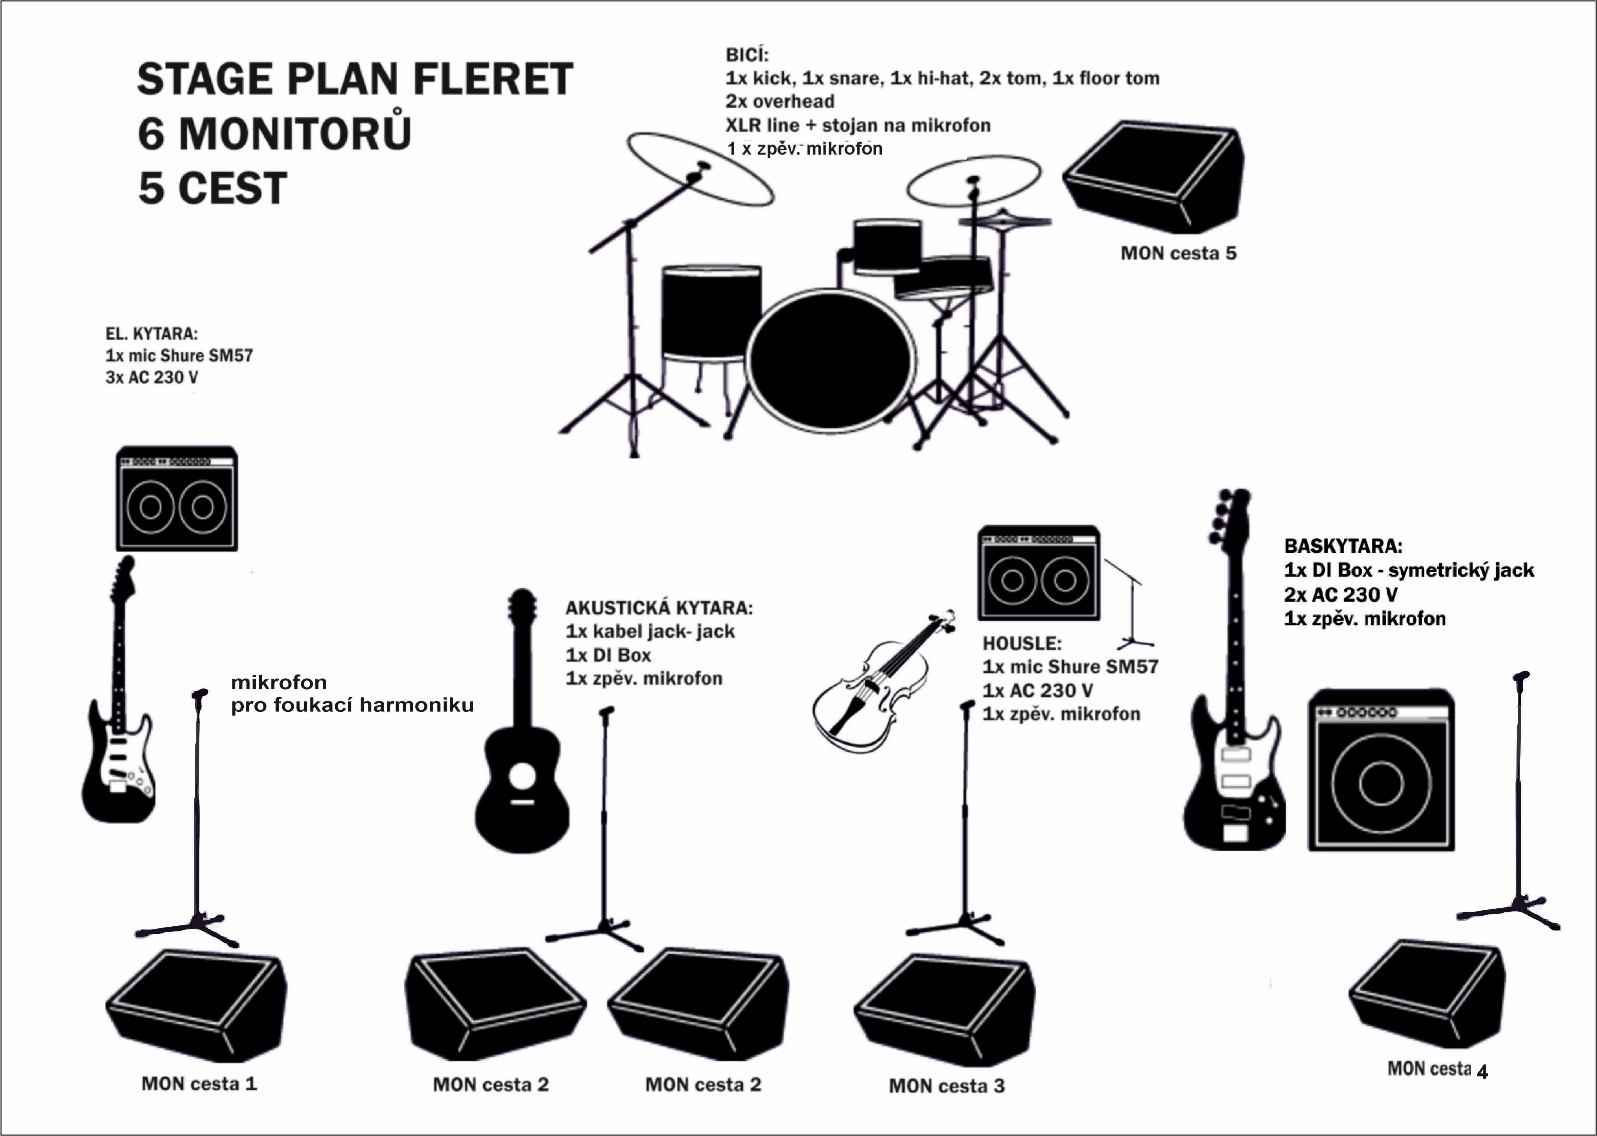 STAGE PLAN FLERET
6 MONITORŮ
5 CEST
BICÍ:
1x kick, 1x snare, 1x hi-hat, 2x tom, 1x floor tom
2x overhead
XLR line + stojan na mikrofon
1 x zpěv. mikrofon
MON cesta 5
EL. KYTARA:
1x mic Shure SM57
3x AC 230 V
mikrofon
pro foukací harmoniku
AKUSTICKÁ KYTARA:
1x kabel jack- jack
1x DI Box
1x zpěv. mikrofon
HOUSLE:
1x mic Shure SM57
1x AC 230 V
1x zpěv. mikrofon
BASKYTARA:
1x DI Box - symetrický jack
2x AC 230 V
1x zpěv. mikrofon
MON cesta 1
MON cesta 2
MON cesta 2
MON cesta 3
MON cesta 4